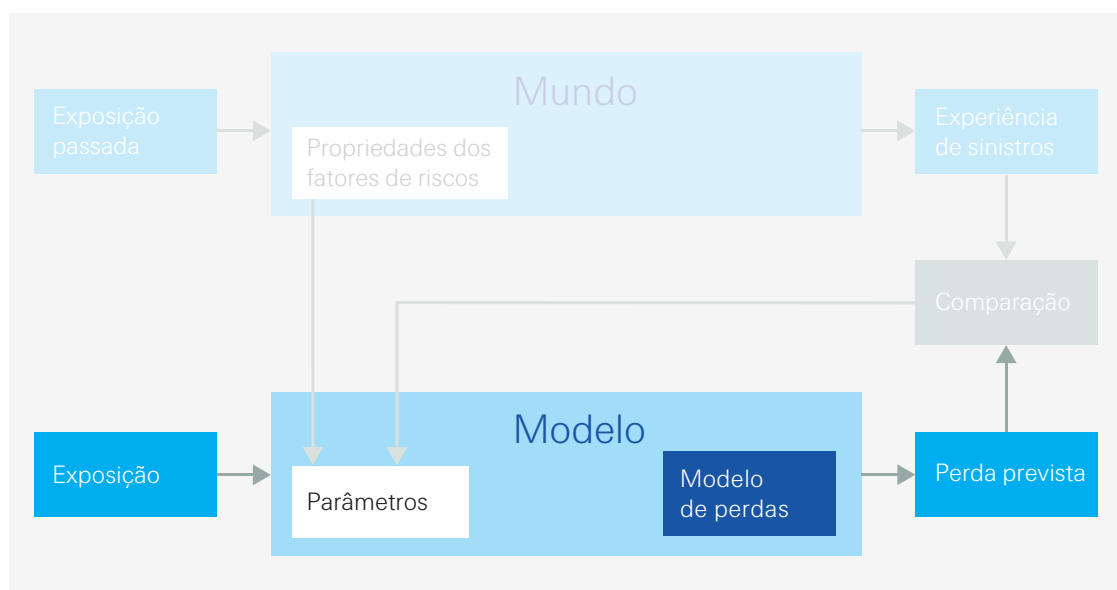 Mundo
Exposição
passada
Propriedades dos
fatores de riscos
Experiência
de sinistros
Comparação
Modelo
Exposição
Parâmetros
Modelo
de perdas
Perda prevista